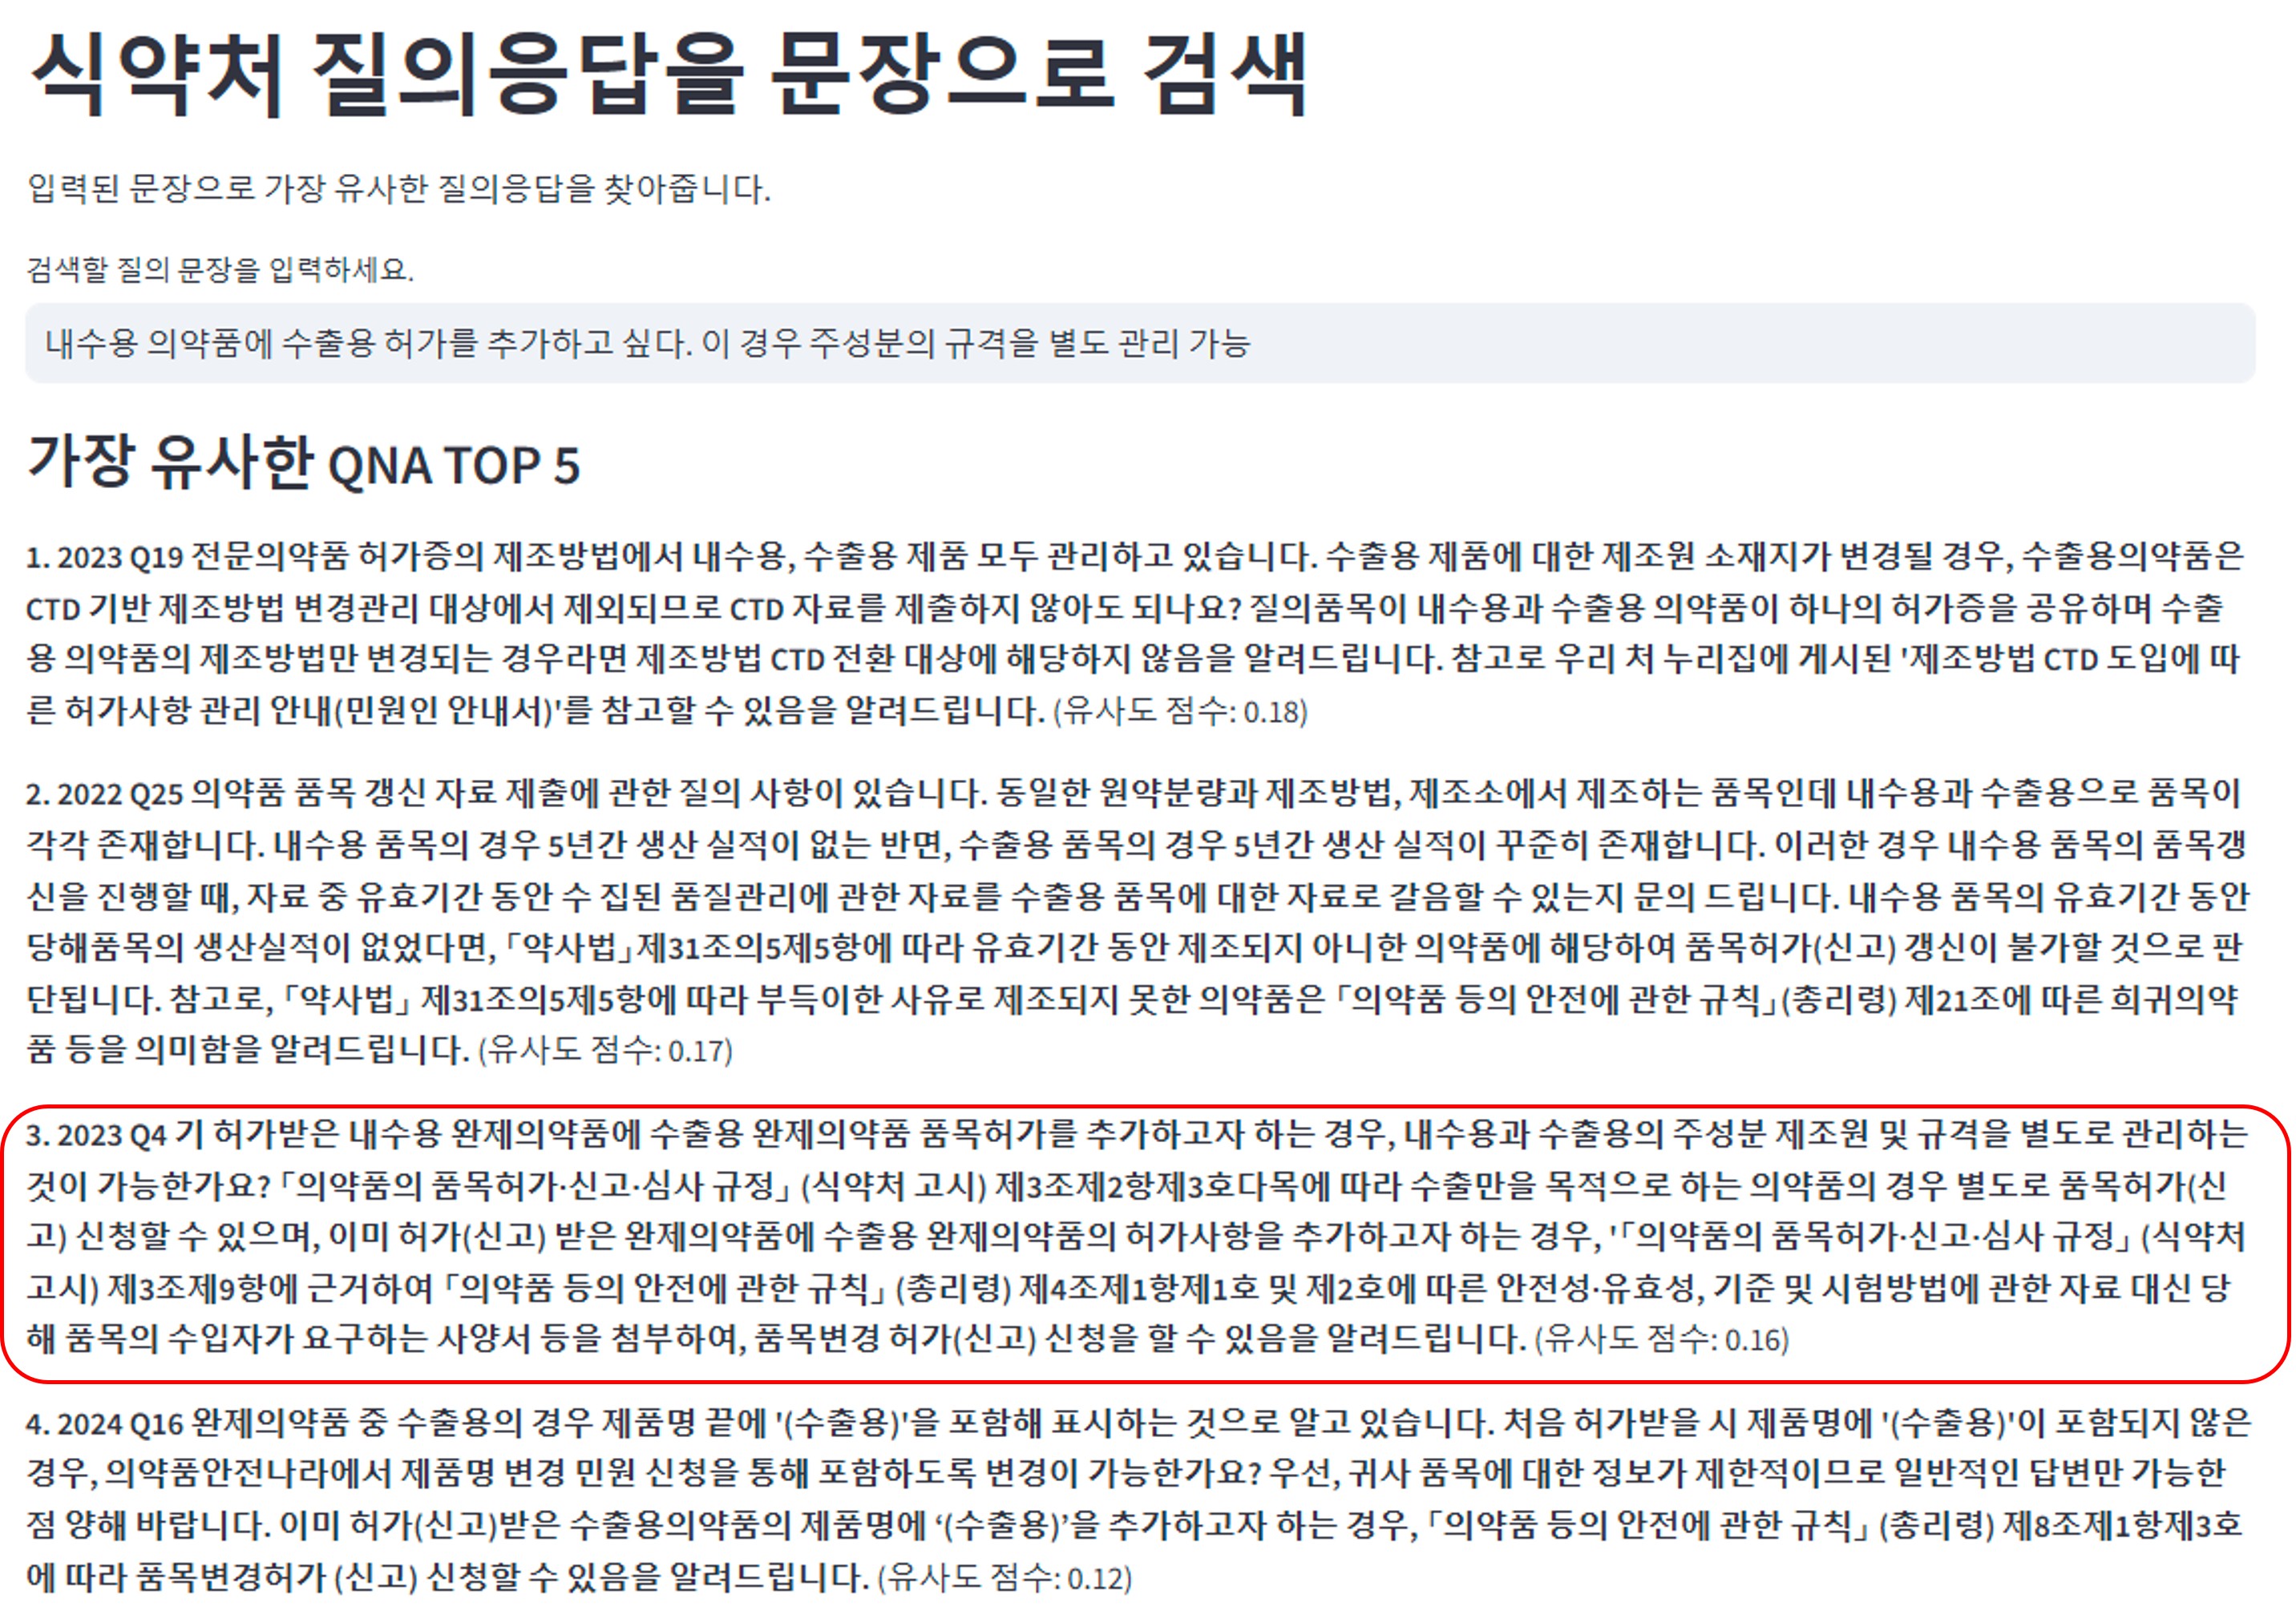 식약처 질의응답을 문장으로 검색
입력된 문장으로 가장 유사한 질의응답을 찾아줍니다.
검색할 질의 문장을 입력하세요.
내수용 의약품에 수출용 허가를 추가하고 싶다. 이 경우 주성분의 규격을 별도 관리 가능
가장 유사한 QNA TOP 5
1. 2023 Q19 전문의약품 허가증의 제조방법에서 내수용, 수출용 제품 모두 관리하고 있습니다. 수출용 제품에 대한 제조원 소재지가 변경될 경우, 수출용의약품은
CTD 기반 제조방법 변경관리 대상에서 제외되므로 CTD 자료를 제출하지 않아도 되나요? 질의품목이 내수용과 수출용 의약품이 하나의 허가증을 공유하며 수출
용 의약품의 제조방법만 변경되는 경우라면 제조방법 CTD 전환 대상에 해당하지 않음을 알려드립니다. 참고로 우리 처 누리집에 게시된 '제조방법 CTD 도입에 따
른 허가사항 관리 안내(민원인 안내서)'를 참고할 수 있음을 알려드립니다. (유사도 점수: 0.18)
2. 2022 Q25 의약품 품목 갱신 자료 제출에 관한 질의 사항이 있습니다. 동일한 원약분량과 제조방법, 제조소에서 제조하는 품목인데 내수용과 수출용으로 품목이
각각 존재합니다. 내수용 품목의 경우 5년간 생산 실적이 없는 반면, 수출용 품목의 경우 5년간 생산 실적이 꾸준히 존재합니다. 이러한 경우 내수용 품목의 품목갱
신을 진행할 때, 자료 중 유효기간 동안 수 집된 품질관리에 관한 자료를 수출용 품목에 대한 자료로 갈음할 수 있는지 문의 드립니다. 내수용 품목의 유효기간 동안
당해품목의 생산실적이 없었다면, 「약사법」제31조의5제5항에 따라 유효기간 동안 제조되지 아니한 의약품에 해당하여 품목허가(신고) 갱신이 불가할 것으로 판
단됩니다. 참고로, 「약사법」 제31조의5제5항에 따라 부득이한 사유로 제조되지 못한 의약품은 「의약품 등의 안전에 관한 규칙」(총리령) 제21조에 따른 희귀의약
품 등을 의미함을 알려드립니다. (유사도 점수: 0.17)
3. 2023 Q4 기 허가받은 내수용 완제의약품에 수출용 완제의약품 품목허가를 추가하고자 하는 경우, 내수용과 수출용의 주성분 제조원 및 규격을 별도로 관리하는
것이 가능한가요? 「의약품의 품목허가·신고·심사 규정」 (식약처 고시) 제3조제2항제3호다목에 따라 수출만을 목적으로 하는 의약품의 경우 별도로 품목허가(신
고) 신청할 수 있으며, 이미 허가(신고) 받은 완제의약품에 수출용 완제의약품의 허가사항을 추가하고자 하는 경우, '「의약품의 품목허가·신고·심사 규정」 (식약처
고시) 제3조제9항에 근거하여 「의약품 등의 안전에 관한 규칙」 (총리령) 제4조제1항제1호 및 제2호에 따른 안전성·유효성, 기준 및 시험방법에 관한 자료 대신 당
해 품목의 수입자가 요구하는 사양서 등을 첨부하여, 품목변경 허가(신고) 신청을 할 수 있음을 알려드립니다. (유사도 점수: 0.16)
4. 2024 Q16 완제의약품 중 수출용의 경우 제품명 끝에 '(수출용)'을 포함해 표시하는 것으로 알고 있습니다. 처음 허가받을 시 제품명에 '(수출용)'이 포함되지 않은
경우, 의약품안전나라에서 제품명 변경 민원 신청을 통해 포함하도록 변경이 가능한가요? 우선, 귀사 품목에 대한 정보가 제한적이므로 일반적인 답변만 가능한
점 양해 바랍니다. 이미 허가(신고)받은 수출용의약품의 제품명에 ‘(수출용)’을 추가하고자 하는 경우, 「의약품 등의 안전에 관한 규칙」 (총리령) 제8조제1항제3호
에 따라 품목변경허가 (신고) 신청할 수 있음을 알려드립니다. (유사도 점수: 0.12)